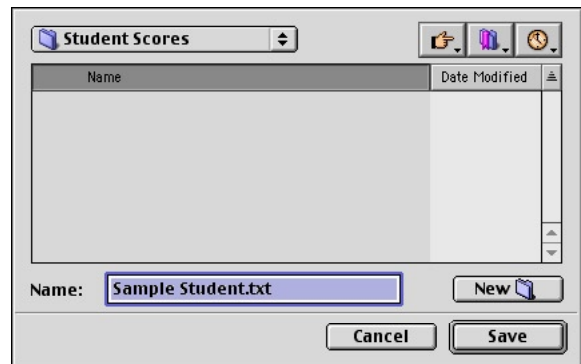 Student Scores
Name Date Modified
Name: Sample Student.txt New
Cancel Save